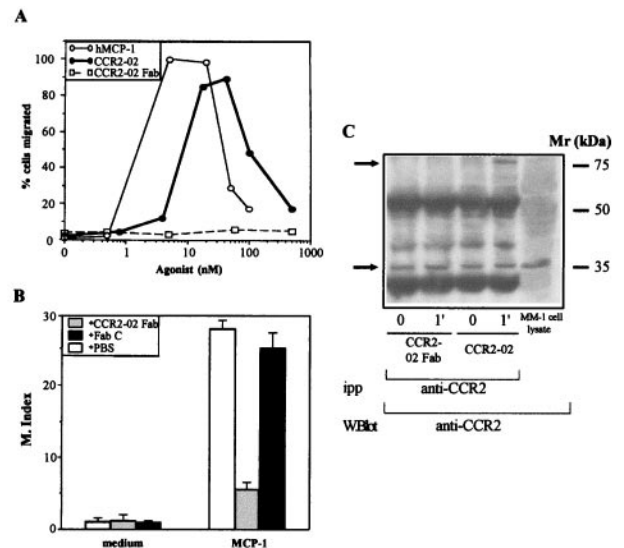 A
hMCP-1
CCR2-02
CCR2-02 Fab
100
80
60
40
20
0
% cells migrated
0 1 10 100 1000
Agonist (nM)
B
+CCR2-02 Fab
+Fab C
+PBS
30
20
10
0
M. Index
medium MCP-1
C
Mr (kDa)
75
50
35
0 1' 0 1' MM-1 cell
lysate
CCR2-
02 Fab CCR2-02
ipp anti-CCR2
WBlot anti-CCR2